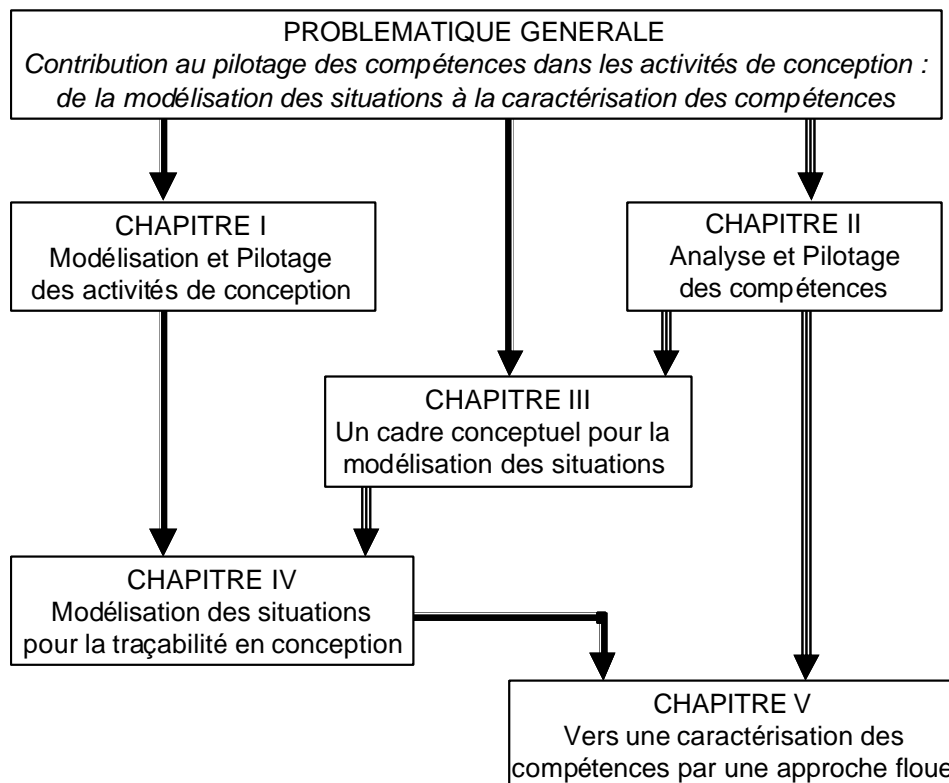 PROBLEMATIQUE GENERALE
Contribution au pilotage des compétences dans les activités de conception :
de la modélisation des situations à la caractérisation des compétences
CHAPITRE I
Modélisation et Pilotage
des activités de conception
CHAPITRE II
Analyse et Pilotage
des compétences
CHAPITRE III
Un cadre conceptuel pour la
modélisation des situations
CHAPITRE IV
Modélisation des situations
pour la traçabilité en conception
CHAPITRE V
Vers une caractérisation des
compétences par une approche floue